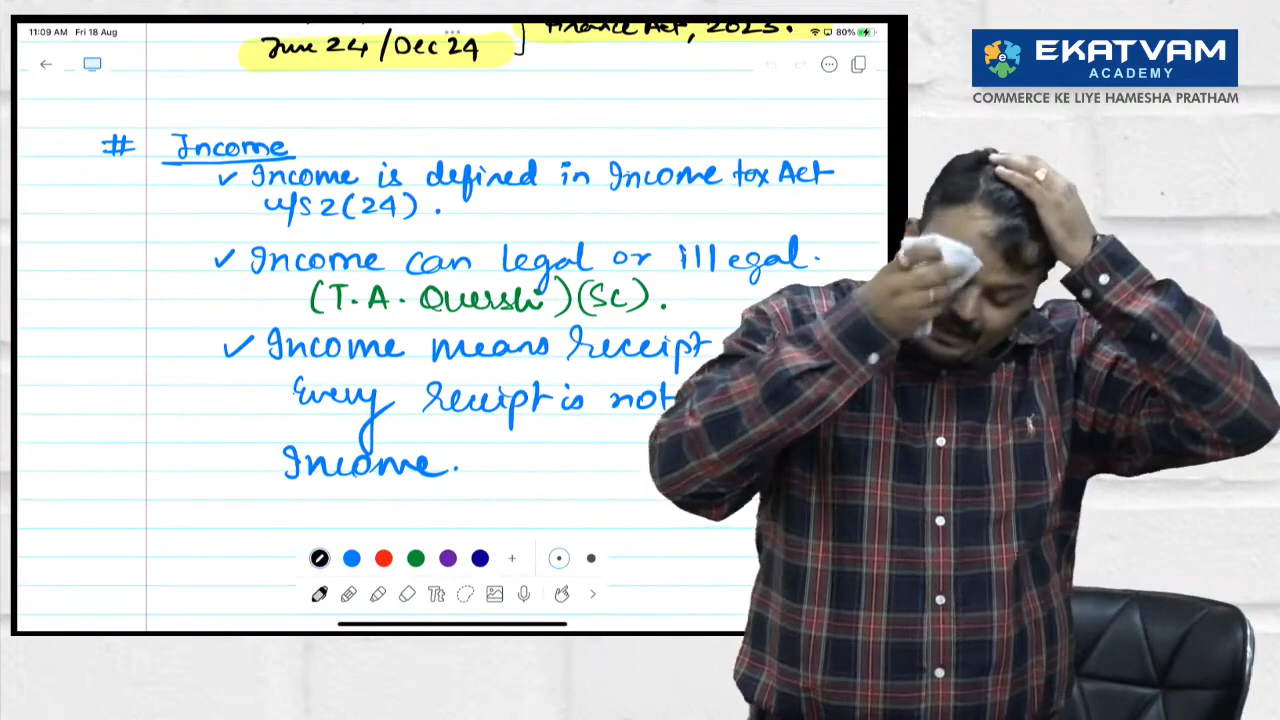 11:09 AM Fri 18 Aug
Finance Act, 2023.
80%
June 24 / Dec 24
EKATVAM
ACADEMY
COMMERCE KE LIYE HAMESHA PRATHAM
# Income
✓ Income is defined in Income tax Act
u/s 2(24).
✓ Income can legal or illegal.
(T. A. Quershi) (SC).
✓ Income means receipt
Every receipt is not
Income.
Tt